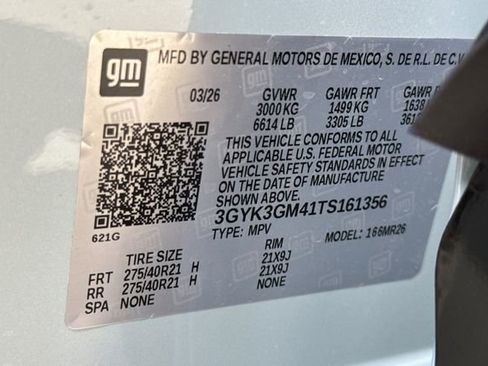 gm
MFD BY GENERAL MOTORS DE MEXICO, S. DE R.L. DE C.V
03/26 GVWR GAWR FRT GAWR
3000 KG 1499 KG 1638
6614 LB 3305 LB
THIS VEHICLE CONFORMS TO ALL
APPLICABLE U.S. FEDERAL MOTOR
VEHICLE SAFETY STANDARDS IN EFFECT
ON THE DATE OF MANUFACTURE
SHOWN ABOVE.
3GYK3GM41TS161356
621G TYPE: MPV MODEL: 166MR26
TIRE SIZE RIM
FRT 275/40R21 H 21X9J
RR 275/40R21 H 21X9J
SPA NONE NONE